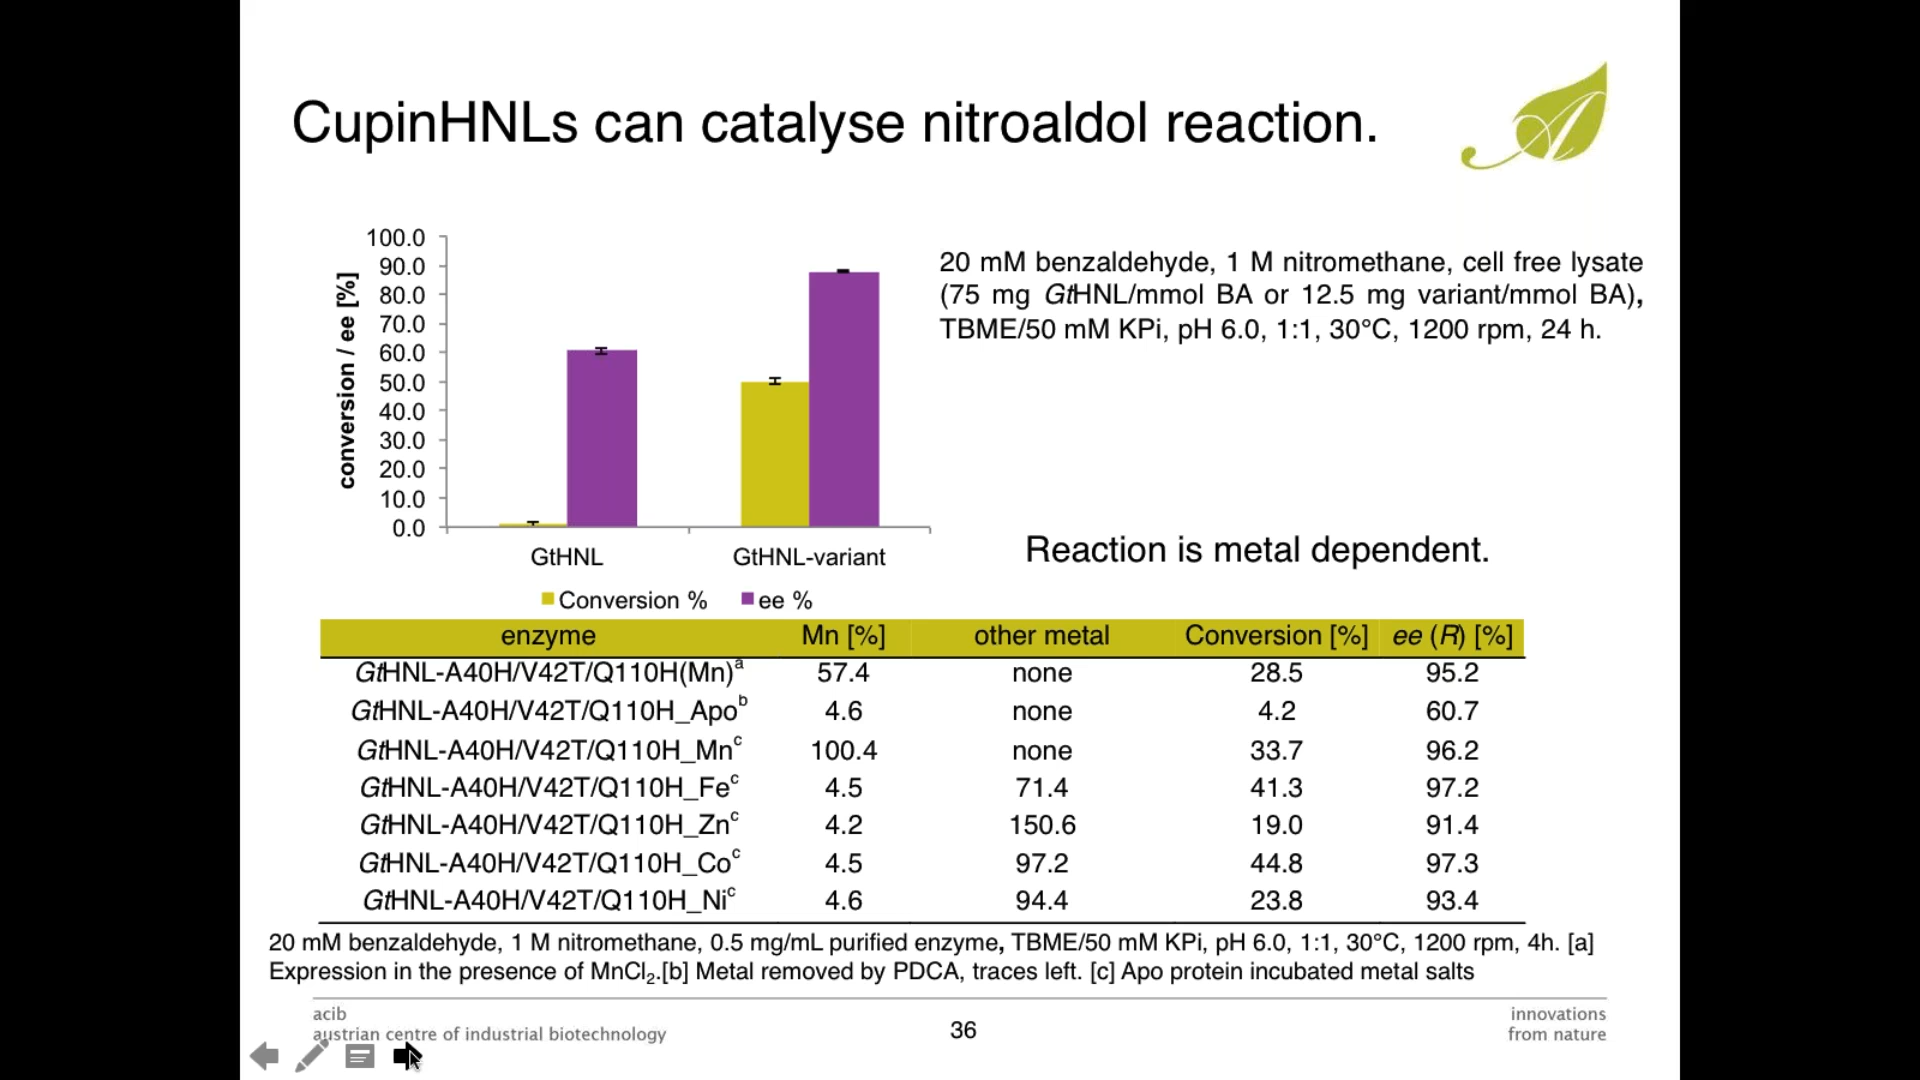 CupinHNLs can catalyse nitroaldol reaction.
100.0
90.0
80.0
70.0
60.0
50.0
40.0
30.0
20.0
10.0
0.0
conversion / ee [%]
GtHNL GtHNL-variant
Conversion % ee %
20 mM benzaldehyde, 1 M nitromethane, cell free lysate
(75 mg GtHNL/mmol BA or 12.5 mg variant/mmol BA),
TBME/50 mM KPi, pH 6.0, 1:1, 30°C, 1200 rpm, 24 h.
Reaction is metal dependent.
enzyme Mn [%] other metal Conversion [%] ee (R) [%]
GtHNL-A40H/V42T/Q110H(Mn)a 57.4 none 28.5 95.2
GtHNL-A40H/V42T/Q110H_Apob 4.6 none 4.2 60.7
GtHNL-A40H/V42T/Q110H_Mnc 100.4 none 33.7 96.2
GtHNL-A40H/V42T/Q110H_Fec 4.5 71.4 41.3 97.2
GtHNL-A40H/V42T/Q110H_Znc 4.2 150.6 19.0 91.4
GtHNL-A40H/V42T/Q110H_Coc 4.5 97.2 44.8 97.3
GtHNL-A40H/V42T/Q110H_Nic 4.6 94.4 23.8 93.4
20 mM benzaldehyde, 1 M nitromethane, 0.5 mg/mL purified enzyme, TBME/50 mM KPi, pH 6.0, 1:1, 30°C, 1200 rpm, 4h. [a]
Expression in the presence of MnCl2.[b] Metal removed by PDCA, traces left. [c] Apo protein incubated metal salts
acib
austrian centre of industrial biotechnology
36
innovations
from nature